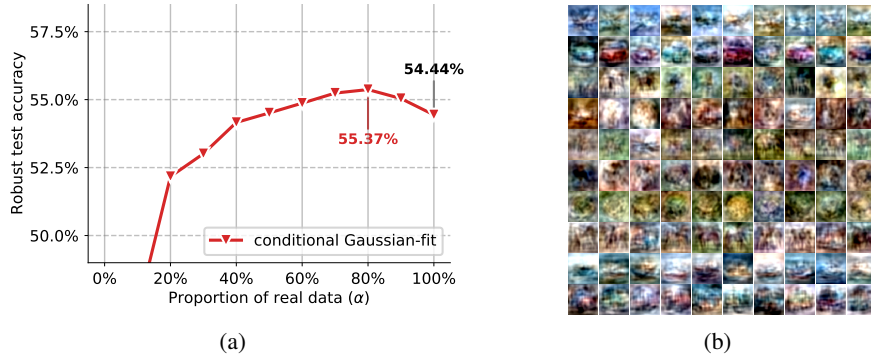 57.5%
55.0%
52.5%
50.0%
Robust test accuracy
54.44%
55.37%
conditional Gaussian-fit
0% 20% 40% 60% 80% 100%
Proportion of real data (α)
(a)
(b)